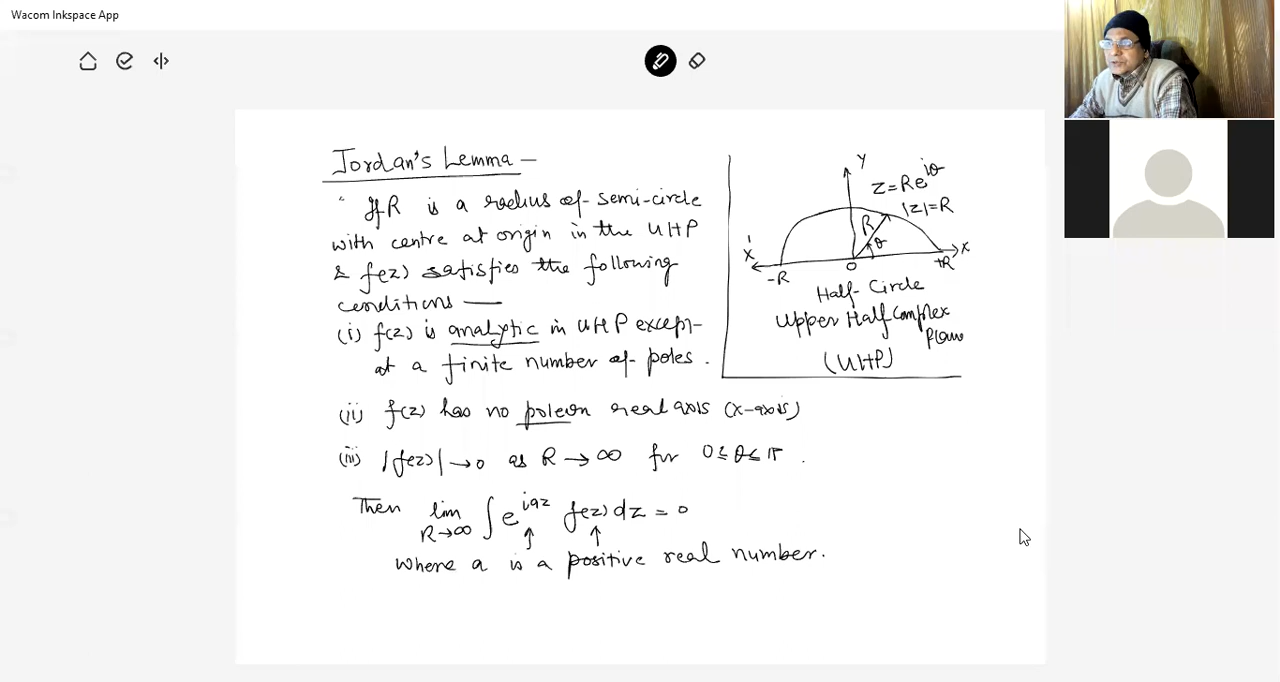 Wacom Inkspace App
Jordan's Lemma —
If R is a radius of semi-circle
with centre at origin in the UHP
& f(z) satisfies the following
conditions —
(i) f(z) is analytic in UHP except
at a finite number of poles.
(ii) f(z) has no pole on real axis (x-axis)
(iii) |f(z)| → 0 as R → ∞ for 0 ≤ θ ≤ π.
Then lim R→∞ ∫ e^{iaz} f(z) dz = 0
where a is a positive real number.
Y
z = Re^{iθ}
|z| = R
R
θ
X'
X
-R
O
+R
Half-Circle
Upper Half Complex
Plane
(UHP)